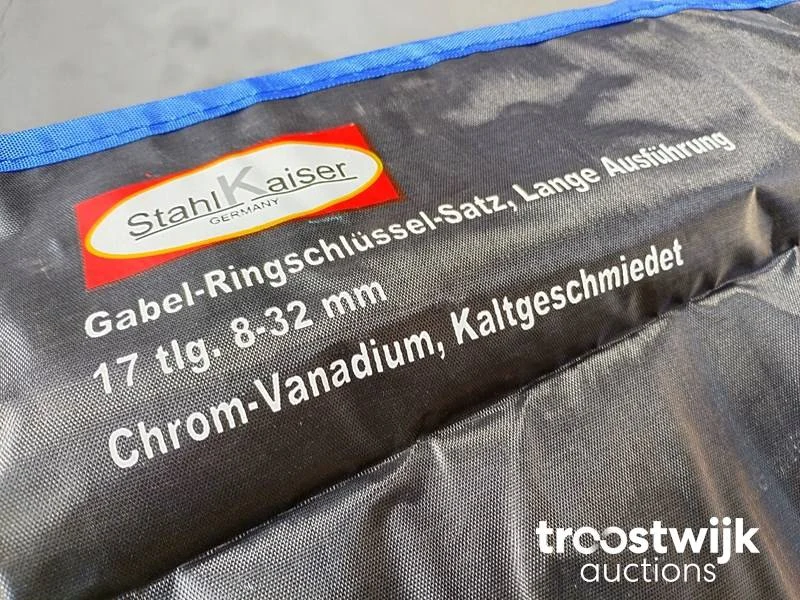 StahlKaiser
GERMANY
Gabel-Ringschlüssel-Satz, Lange Ausführung
17 tlg. 8-32 mm
Chrom-Vanadium, Kaltgeschmiedet
troostwijk
auctions